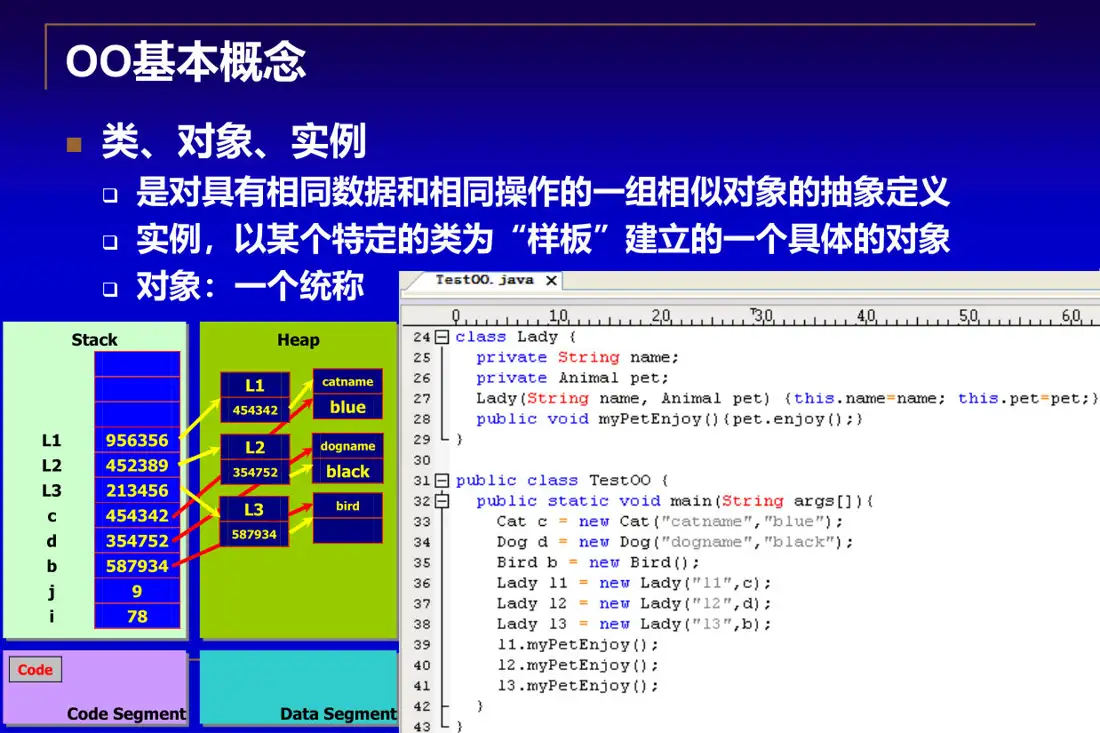 OO基本概念
类、对象、实例
是对具有相同数据和相同操作的一组相似对象的抽象定义
实例，以某个特定的类为“样板”建立的一个具体的对象
对象：一个统称
Stack
L1 956356
L2 452389
L3 213456
c 454342
d 354752
b 587934
j 9
i 78
Heap
L1
454342
catname
blue
L2
354752
dogname
black
L3
587934
bird
Code
Code Segment
Data Segment
TestOO.java
0 10 20 30 40 50 60
24 class Lady {
25 private String name;
26 private Animal pet;
27 Lady(String name, Animal pet) {this.name=name; this.pet=pet;}
28 public void myPetEnjoy(){pet.enjoy();}
29 }
30
31 public class TestOO {
32 public static void main(String args[]){
33 Cat c = new Cat("catname","blue");
34 Dog d = new Dog("dogname","black");
35 Bird b = new Bird();
36 Lady l1 = new Lady("l1",c);
37 Lady l2 = new Lady("l2",d);
38 Lady l3 = new Lady("l3",b);
39 l1.myPetEnjoy();
40 l2.myPetEnjoy();
41 l3.myPetEnjoy();
42 }
43 }